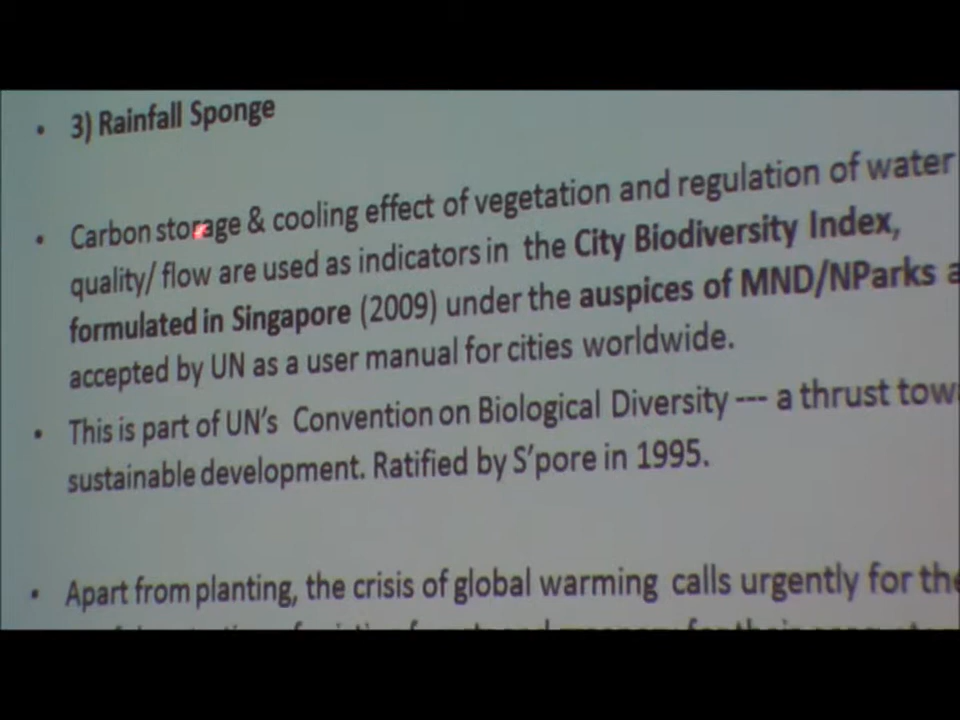 • 3) Rainfall Sponge
• Carbon storage & cooling effect of vegetation and regulation of water
quality/ flow are used as indicators in the City Biodiversity Index,
formulated in Singapore (2009) under the auspices of MND/NParks
accepted by UN as a user manual for cities worldwide.
• This is part of UN's Convention on Biological Diversity --- a thrust
sustainable development. Ratified by S'pore in 1995.
• Apart from planting, the crisis of global warming calls urgently for